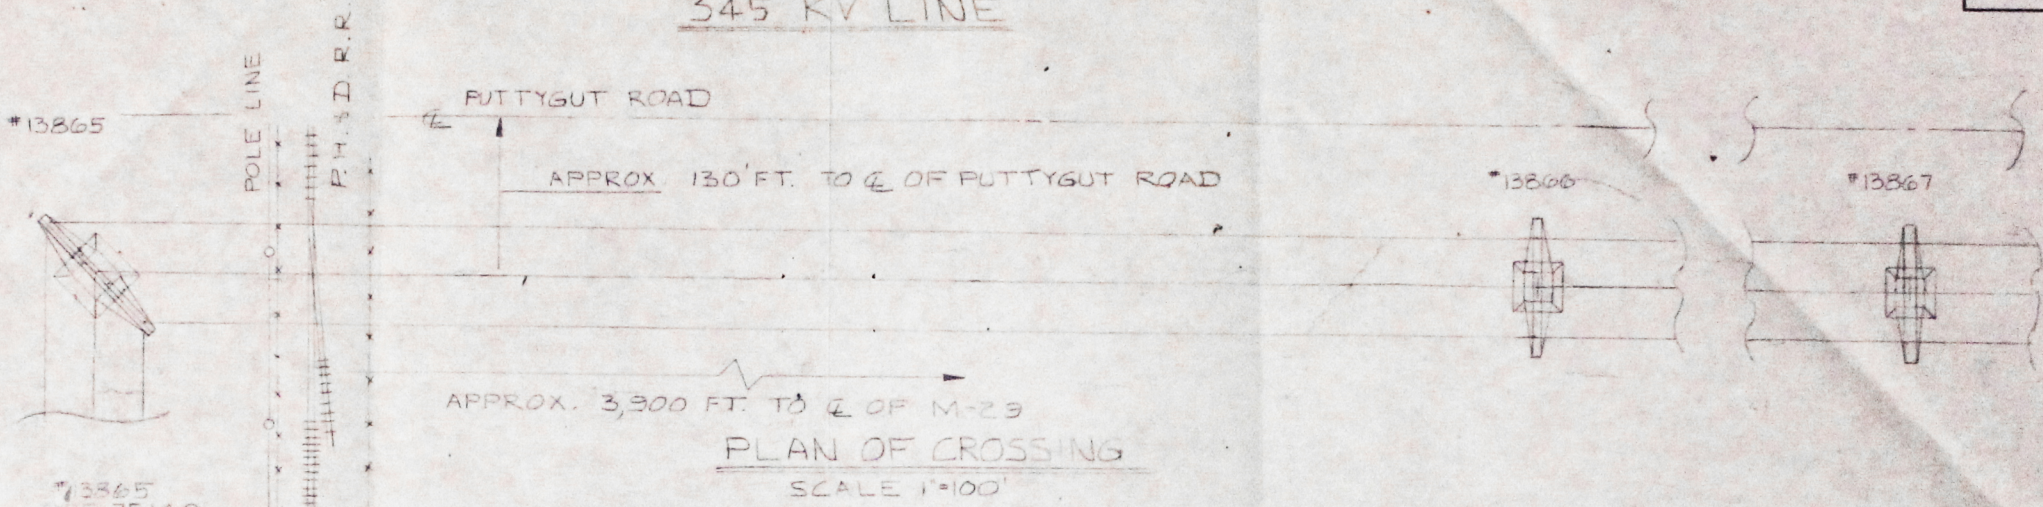 345 KV LINE
POLE LINE
P.H. & D R.R.
PUTTYGUT ROAD
#13865
℄
APPROX 130' FT. TO ℄ OF PUTTYGUT ROAD
#13866
#13867
APPROX. 3,900 FT. TO ℄ OF M-29
PLAN OF CROSSING
SCALE 1"=100'
#13865